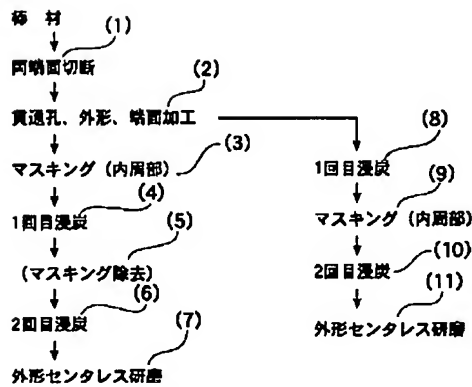 棒 材
(1)
両端面切断
(2)
貫通孔、外形、端面加工
(3)
マスキング(内周部)
(4)
1回目浸炭
(5)
(マスキング除去)
(6)
2回目浸炭
(7)
外形センタレス研磨
(8)
1回目浸炭
(9)
マスキング(内周部)
(10)
2回目浸炭
(11)
外形センタレス研磨